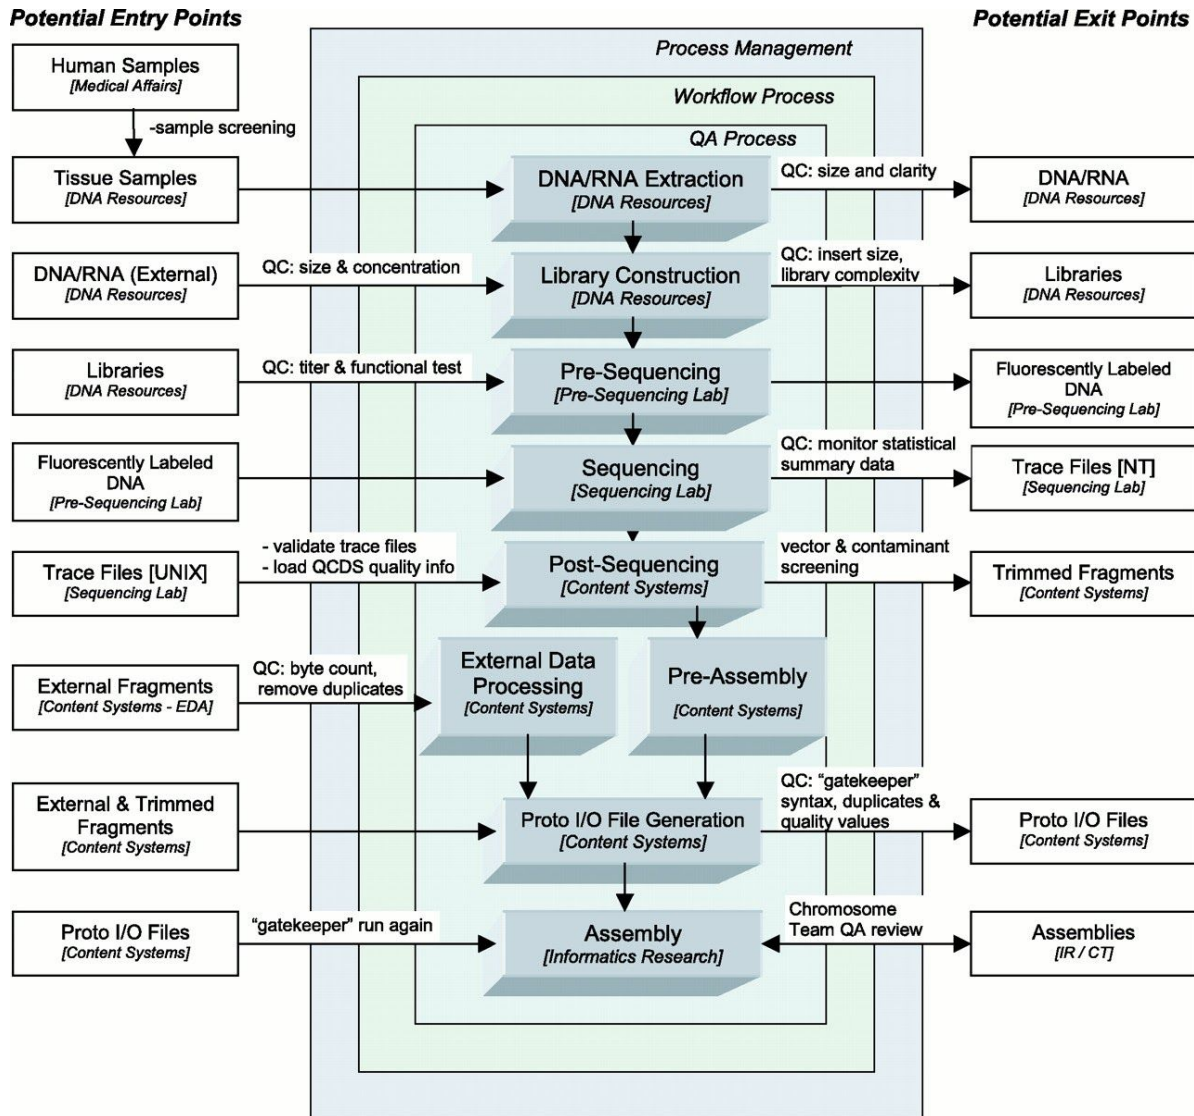 Potential Entry Points
Potential Exit Points
Process Management
Workflow Process
QA Process
Human Samples
[Medical Affairs]
-sample screening
Tissue Samples
[DNA Resources]
DNA/RNA Extraction
[DNA Resources]
QC: size and clarity
DNA/RNA
[DNA Resources]
DNA/RNA (External)
[DNA Resources]
QC: size & concentration
Library Construction
[DNA Resources]
QC: insert size,
library complexity
Libraries
[DNA Resources]
Libraries
[DNA Resources]
QC: titer & functional test
Pre-Sequencing
[Pre-Sequencing Lab]
Fluorescently Labeled
DNA
[Pre-Sequencing Lab]
Fluorescently Labeled
DNA
[Pre-Sequencing Lab]
Sequencing
[Sequencing Lab]
QC: monitor statistical
summary data
Trace Files [NT]
[Sequencing Lab]
Trace Files [UNIX]
[Sequencing Lab]
- validate trace files
- load QCDS quality info
Post-Sequencing
[Content Systems]
vector & contaminant
screening
Trimmed Fragments
[Content Systems]
External Fragments
[Content Systems - EDA]
QC: byte count,
remove duplicates
External Data
Processing
[Content Systems]
Pre-Assembly
[Content Systems]
External & Trimmed
Fragments
[Content Systems]
Proto I/O File Generation
[Content Systems]
QC: “gatekeeper”
syntax, duplicates &
quality values
Proto I/O Files
[Content Systems]
Proto I/O Files
[Content Systems]
“gatekeeper” run again
Assembly
[Informatics Research]
Chromosome
Team QA review
Assemblies
[IR / CT]